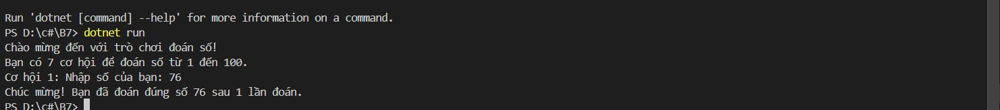 Run 'dotnet [command] --help' for more information on a command.
PS D:\c#\B7> dotnet run
Chào mừng đến với trò chơi đoán số!
Bạn có 7 cơ hội để đoán số từ 1 đến 100.
Cơ hội 1: Nhập số của bạn: 76
Chúc mừng! Bạn đã đoán đúng số 76 sau 1 lần đoán.
PS D:\c#\B7>